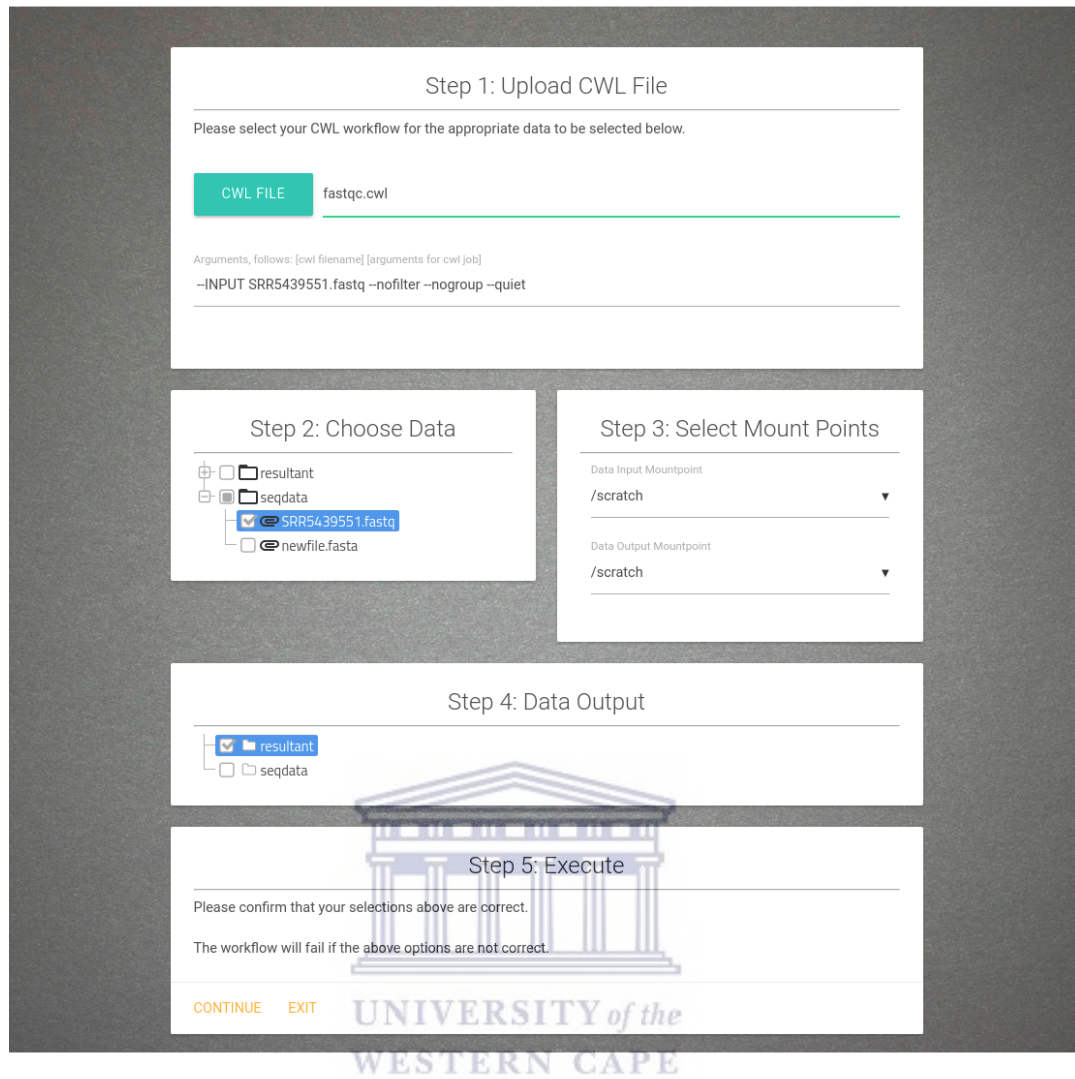 Step 1: Upload CWL File
Please select your CWL workflow for the appropriate data to be selected below.
CWL FILE
fastqc.cwl
Arguments, follows: [cwl filename] [arguments for cwl job]
--INPUT SRR5439551.fastq --nofilter --nogroup --quiet
Step 2: Choose Data
resultant
seqdata
SRR5439551.fastq
newfile.fasta
Step 3: Select Mount Points
Data Input Mountpoint
/scratch
Data Output Mountpoint
/scratch
Step 4: Data Output
resultant
seqdata
Step 5: Execute
Please confirm that your selections above are correct.
The workflow will fail if the above options are not correct.
CONTINUE EXIT
UNIVERSITY of the
WESTERN CAPE